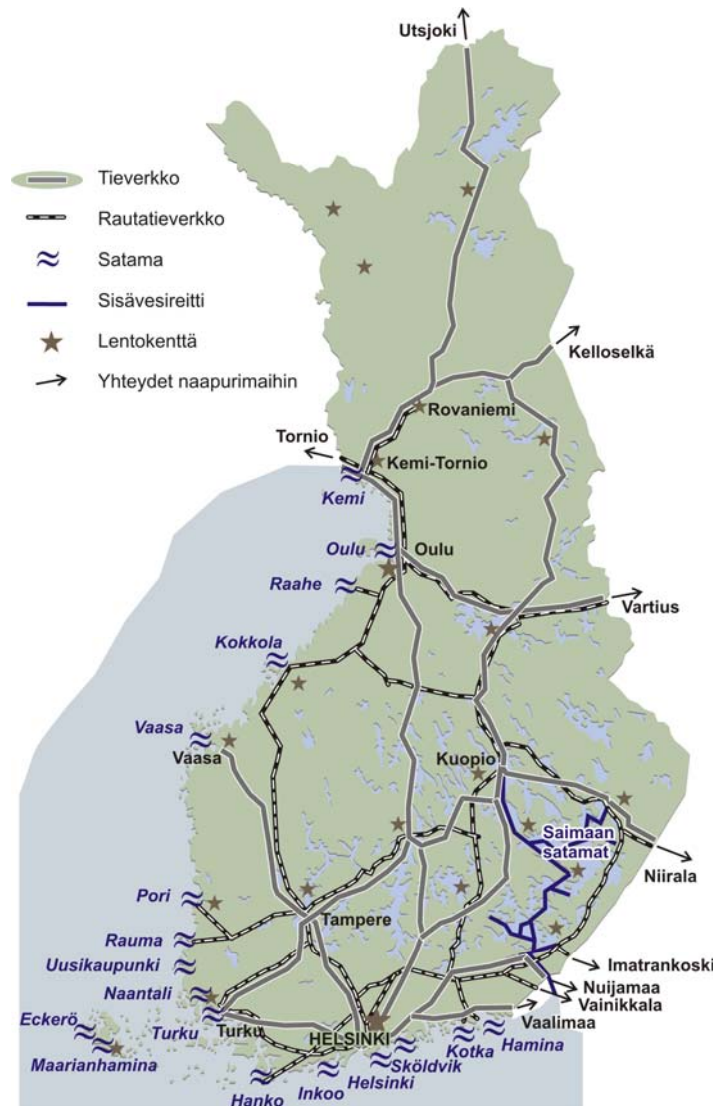 Utsjoki
Tieverkko
Rautatieverkko
Satama
Sisävesireitti
Lentokenttä
Yhteydet naapurimaihin
Kelloselkä
Rovaniemi
Tornio
Kemi-Tornio
Kemi
Oulu
Oulu
Raahe
Vartius
Kokkola
Vaasa
Vaasa
Kuopio
Saimaan
satamat
Niirala
Pori
Tampere
Rauma
Imatrankoski
Uusikaupunki
Nuijamaa
Vainikkala
Naantali
Vaalimaa
Eckerö
Turku
Turku
HELSINKI
Hamina
Kotka
Maarianhamina
Sköldvik
Helsinki
Inkoo
Hanko